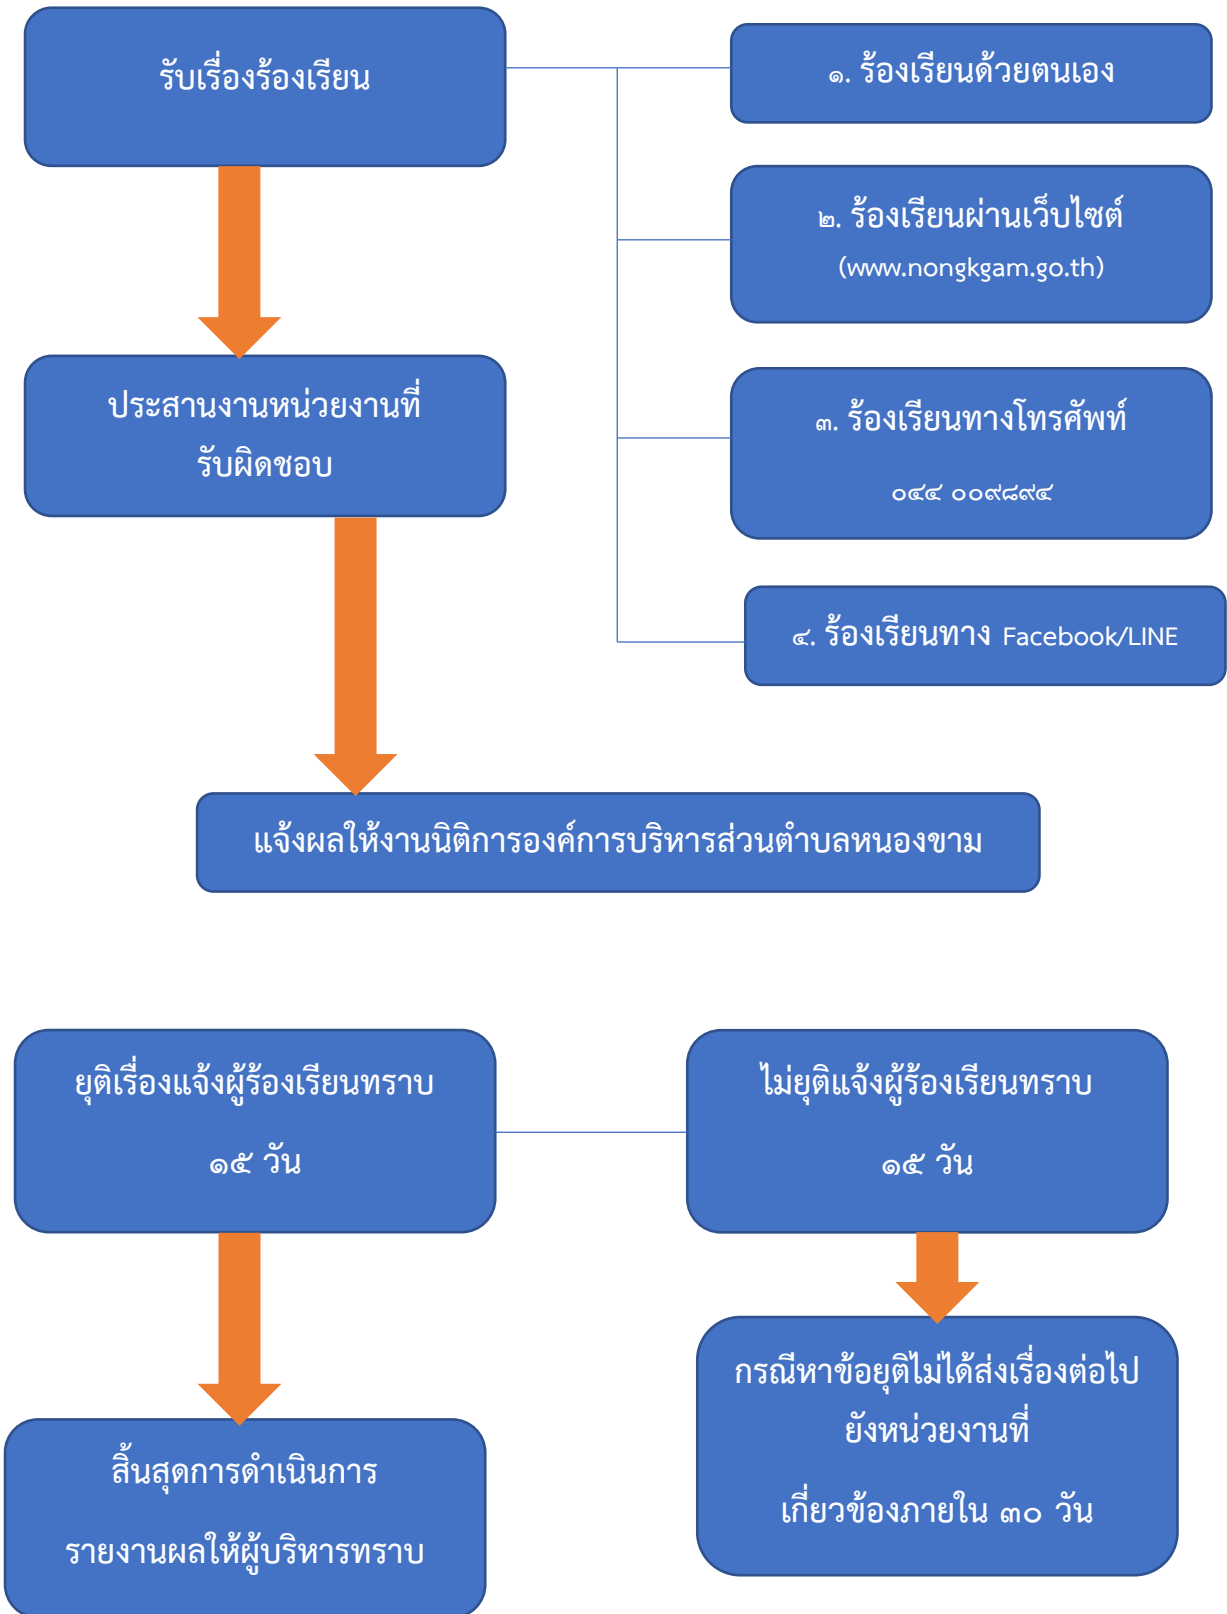 รับเรื่องร้องเรียน
๑. ร้องเรียนด้วยตนเอง
๒. ร้องเรียนผ่านเว็บไซต์
(www.nongkgam.go.th)
ประสานงานหน่วยงานที่
รับผิดชอบ
๓. ร้องเรียนทางโทรศัพท์
๐๔๔ ๐๐๙๘๙๔
๔. ร้องเรียนทาง Facebook/LINE
แจ้งผลให้งานนิติการองค์การบริหารส่วนตำบลหนองขาม
ยุติเรื่องแจ้งผู้ร้องเรียนทราบ
๑๕ วัน
ไม่ยุติแจ้งผู้ร้องเรียนทราบ
๑๕ วัน
กรณีหาข้อยุติไม่ได้ส่งเรื่องต่อไป
ยังหน่วยงานที่
เกี่ยวข้องภายใน ๓๐ วัน
สิ้นสุดการดำเนินการ
รายงานผลให้ผู้บริหารทราบ